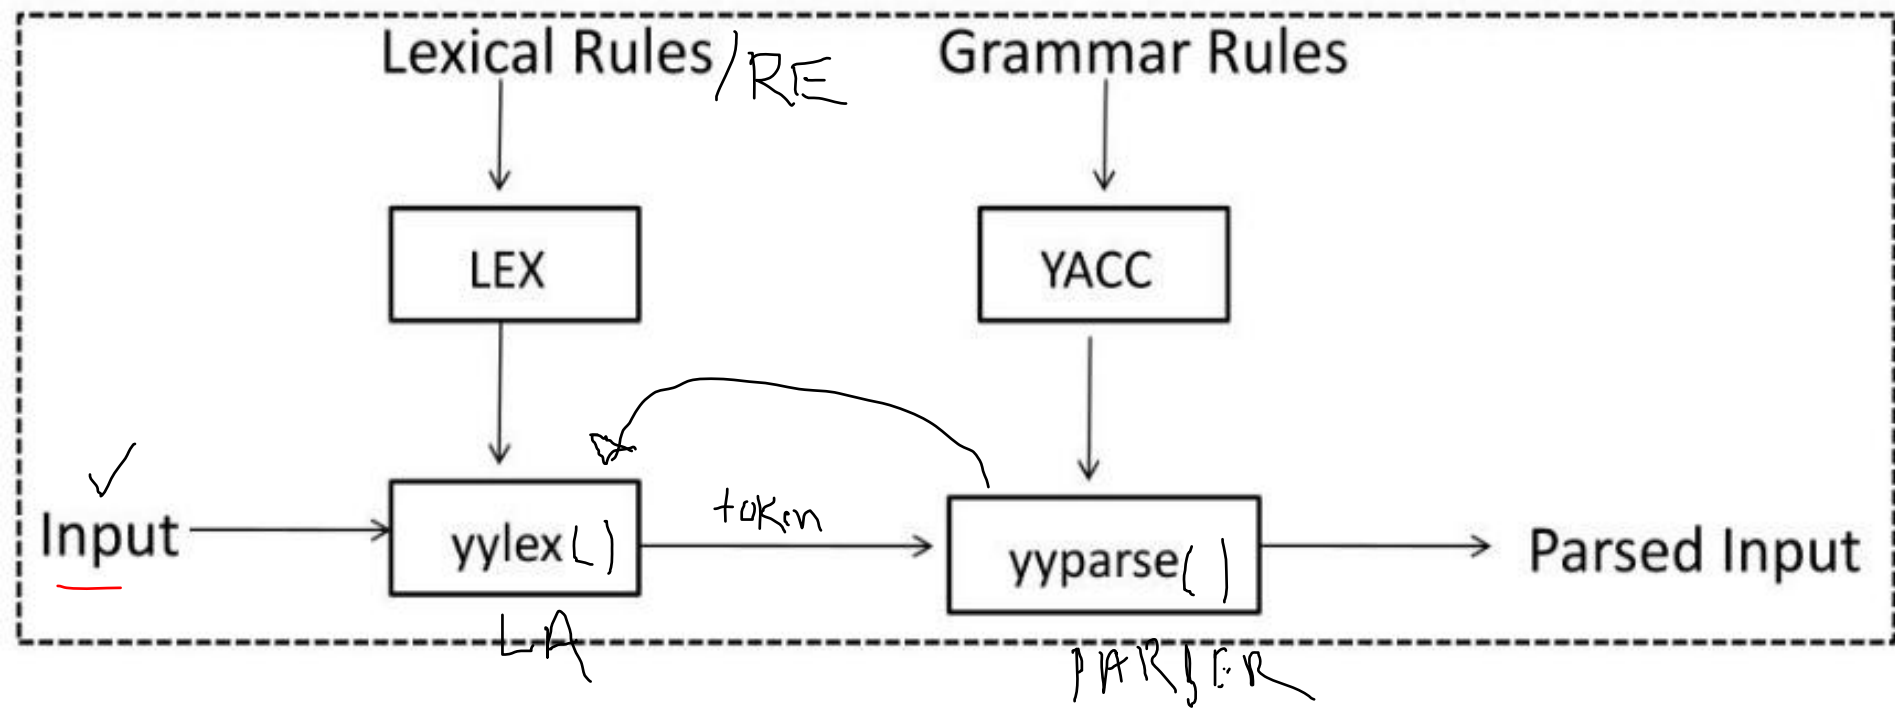 Lexical Rules/RE
Grammar Rules
LEX
YACC
token
Input
yylex()
yyparse()
Parsed Input
LA
PARSER